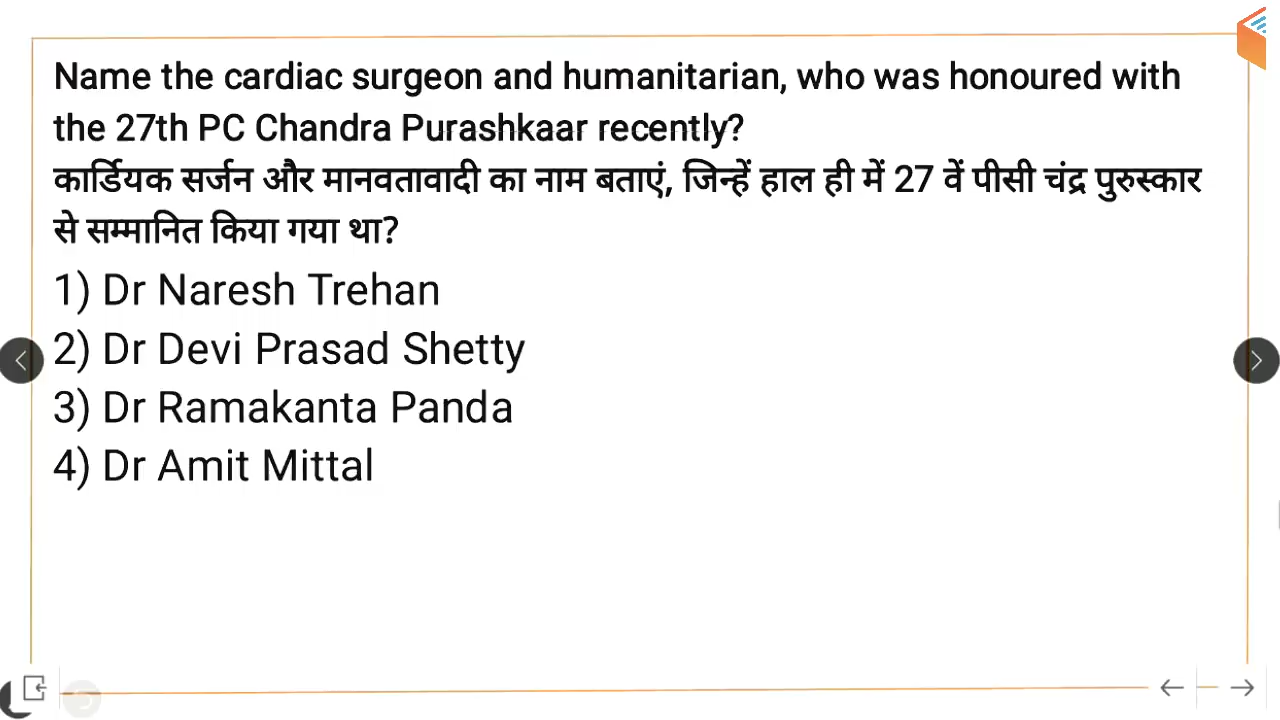 Name the cardiac surgeon and humanitarian, who was honoured with
the 27th PC Chandra Purashkaar recently?
कार्डियक सर्जन और मानवतावादी का नाम बताएं, जिन्हें हाल ही में 27 वें पीसी चंद्र पुरुस्कार
से सम्मानित किया गया था?
1) Dr Naresh Trehan
2) Dr Devi Prasad Shetty
3) Dr Ramakanta Panda
4) Dr Amit Mittal